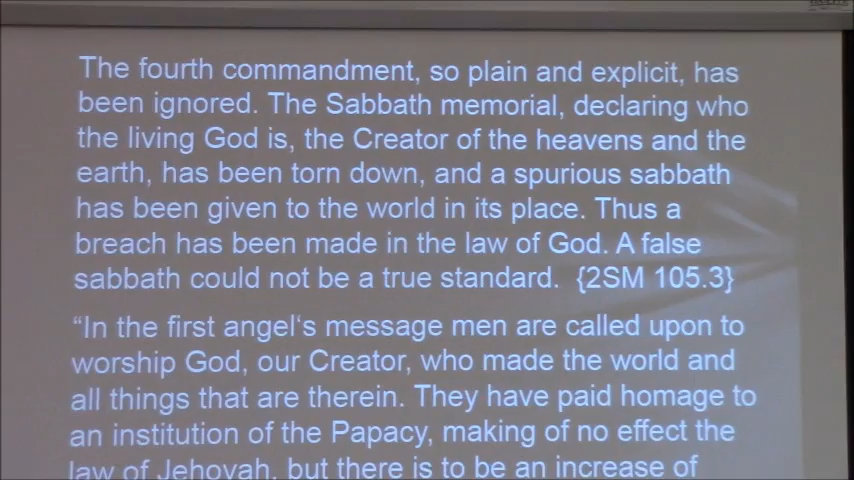 The fourth commandment, so plain and explicit, has
been ignored. The Sabbath memorial, declaring who
the living God is, the Creator of the heavens and the
earth, has been torn down, and a spurious sabbath
has been given to the world in its place. Thus a
breach has been made in the law of God. A false
sabbath could not be a true standard. {2SM 105.3}
“In the first angel‘s message men are called upon to
worship God, our Creator, who made the world and
all things that are therein. They have paid homage to
an institution of the Papacy, making of no effect the
law of Jehovah, but there is to be an increase of